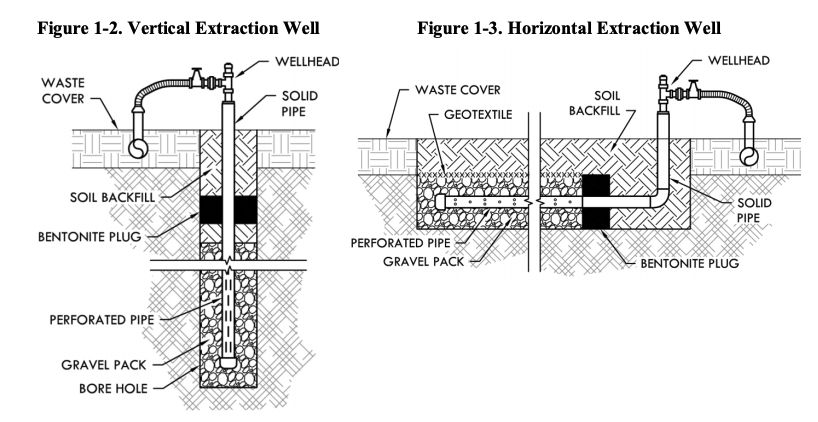 Figure 1-2. Vertical Extraction Well
WELLHEAD
WASTE
COVER
SOLID
PIPE
SOIL BACKFILL
BENTONITE PLUG
PERFORATED PIPE
GRAVEL PACK
BORE HOLE
Figure 1-3. Horizontal Extraction Well
WELLHEAD
WASTE COVER
SOIL
BACKFILL
GEOTEXTILE
SOLID
PIPE
PERFORATED PIPE
GRAVEL PACK
BENTONITE PLUG